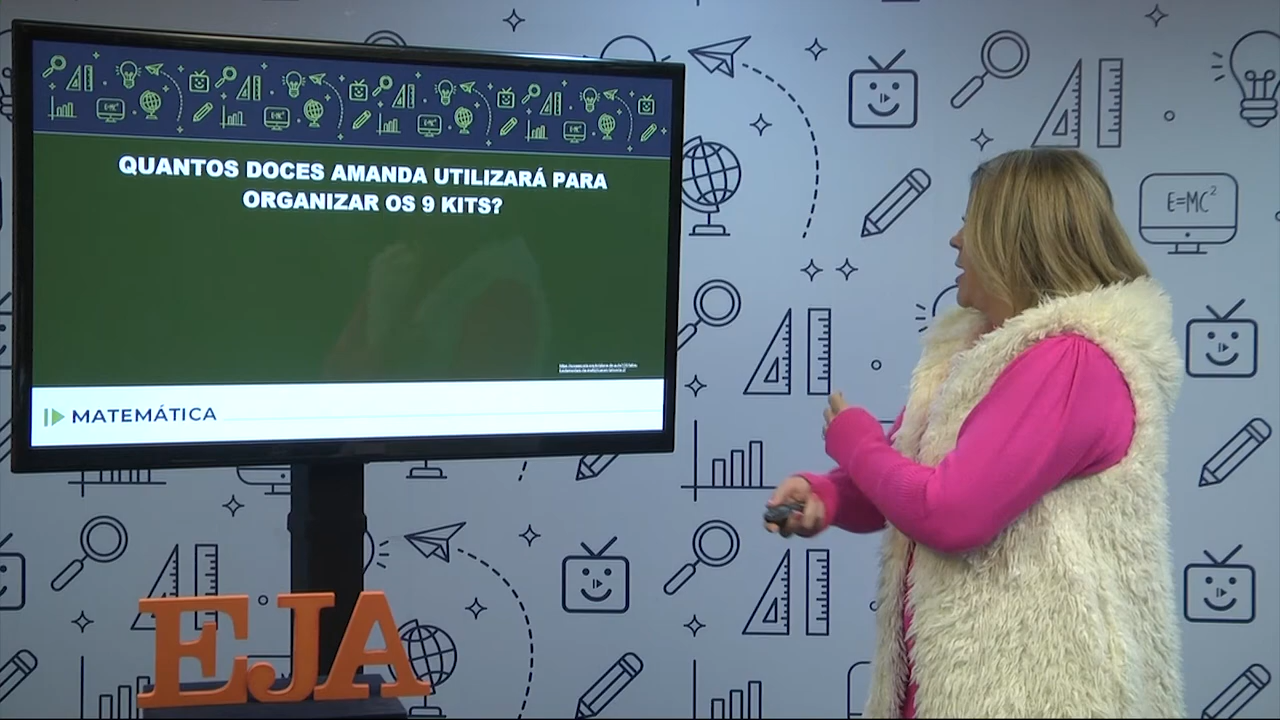 QUANTOS DOCES AMANDA UTILIZARÁ PARA
ORGANIZAR OS 9 KITS?
MATEMÁTICA
E=MC²
EJA